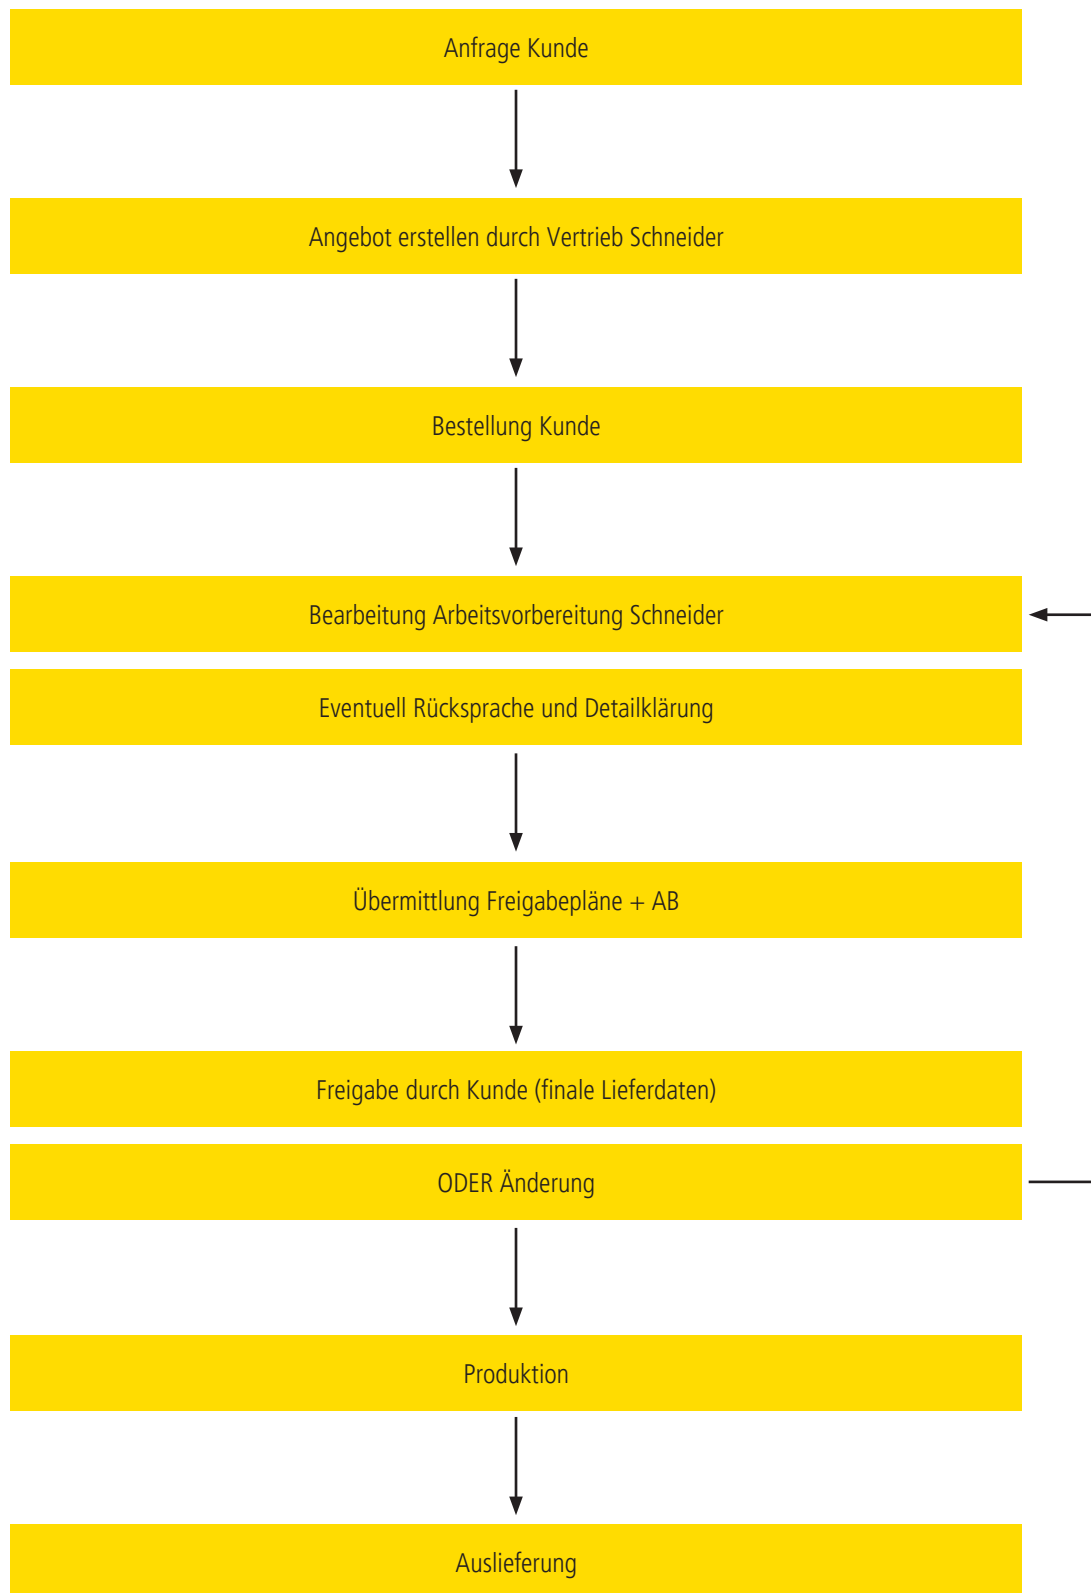 Anfrage Kunde
Angebot erstellen durch Vertrieb Schneider
Bestellung Kunde
Bearbeitung Arbeitsvorbereitung Schneider
Eventuell Rücksprache und Detailklärung
Übermittlung Freigabepläne + AB
Freigabe durch Kunde (finale Lieferdaten)
ODER Änderung
Produktion
Auslieferung